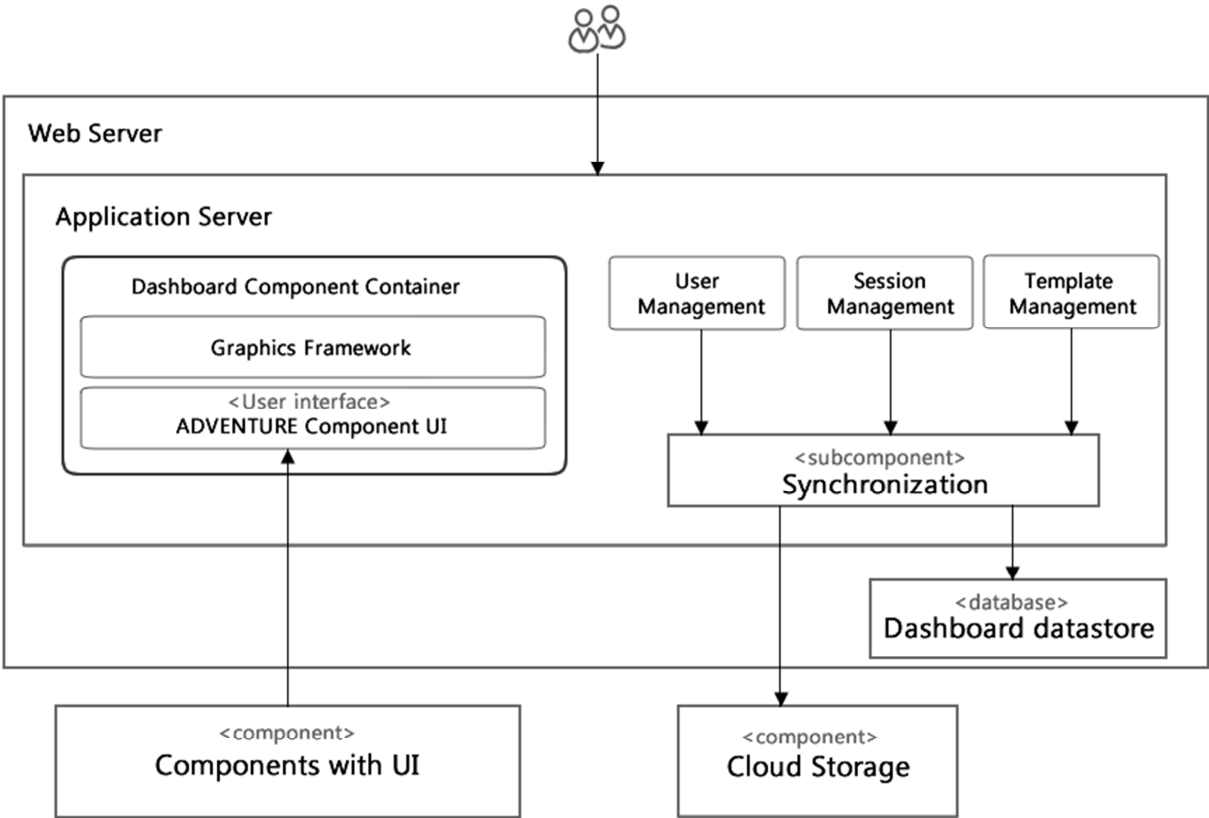 Web Server
Application Server
Dashboard Component Container
Graphics Framework
<User interface>
ADVENTURE Component UI
User
Management
Session
Management
Template
Management
<subcomponent>
Synchronization
<database>
Dashboard datastore
<component>
Components with UI
<component>
Cloud Storage